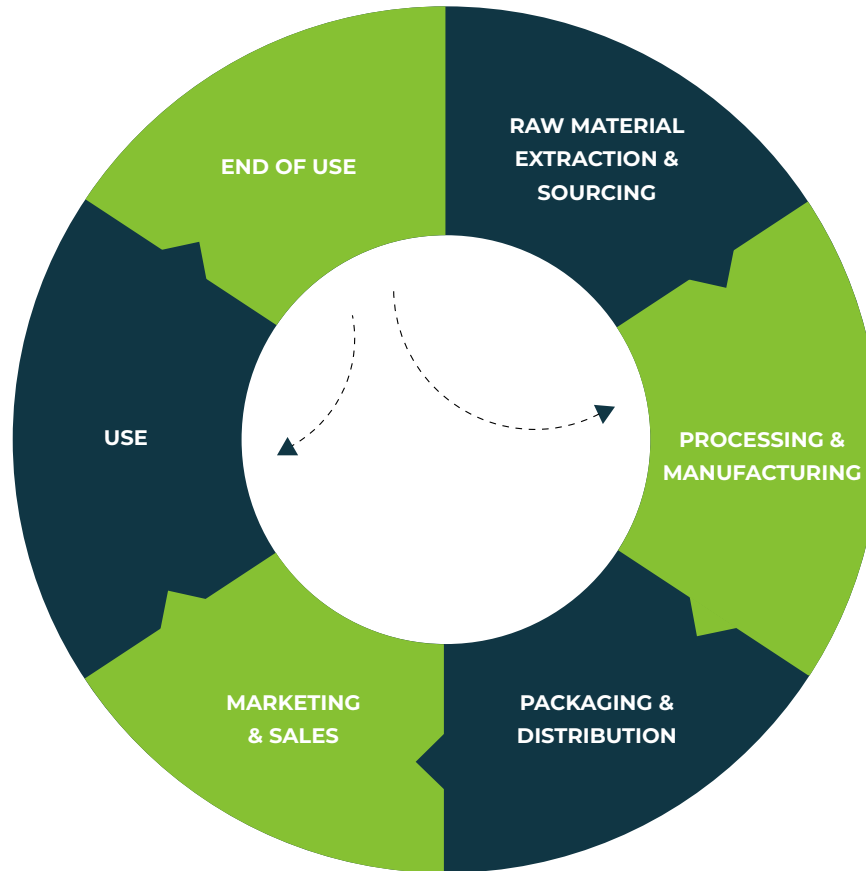 RAW MATERIAL
EXTRACTION &
SOURCING
PROCESSING &
MANUFACTURING
PACKAGING &
DISTRIBUTION
MARKETING
& SALES
USE
END OF USE